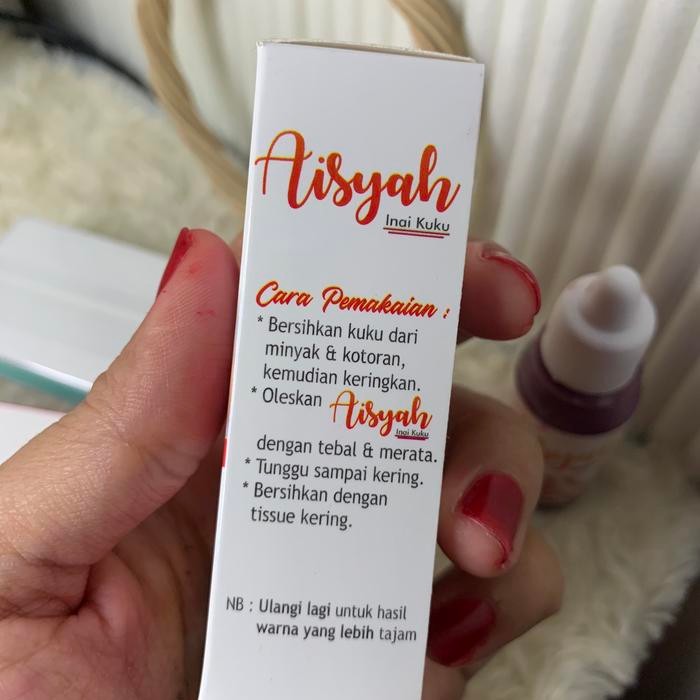 Aisyah
Inai Kuku
Cara Pemakaian :
* Bersihkan kuku dari
minyak & kotoran,
kemudian keringkan.
* Oleskan Aisyah
Inai Kuku
dengan tebal & merata.
* Tunggu sampai kering.
* Bersihkan dengan
tissue kering.
NB : Ulangi lagi untuk hasil
warna yang lebih tajam